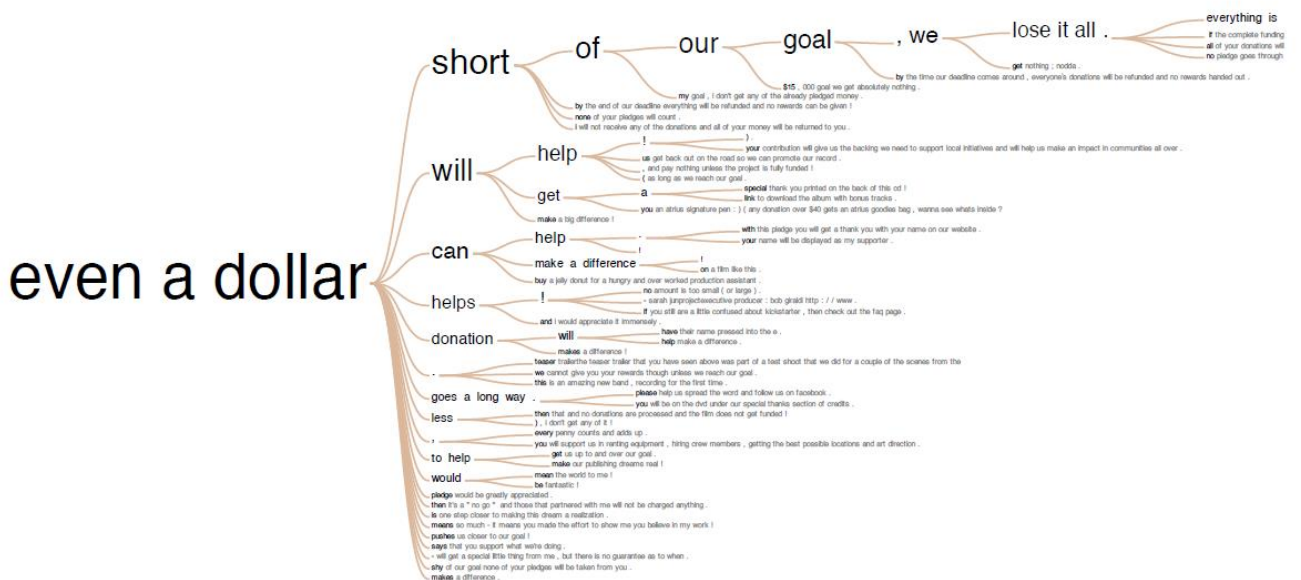 even a dollar
short
of
our
goal
, we
lose it all .
everything is
if the complete funding
all of your donations will
no pledge goes through
get nothing ; nodda .
by the time our deadline comes around , everyone's donations will be refunded and no rewards handed out .
$15 , 000 goal we get absolutely nothing .
my goal , I don't get any of the already pledged money .
by the end of our deadline everything will be refunded and no rewards can be given !
none of your pledges will count .
I will not receive any of the donations and all of your money will be returned to you .
will
help
!
) .
your contribution will give us the backing we need to support local initiatives and will help us make an impact in communities all over .
us get back out on the road so we can promote our record .
, and pay nothing unless the project is fully funded !
( as long as we reach our goal .
get
a
special thank you printed on the back of this cd !
link to download the album with bonus tracks .
you an atrius signature pen : ) ( any donation over $40 gets an atrius goodies bag , wanna see whats inside ?
make a big difference !
can
help
.
with this pledge you will get a thank you with your name on our website .
your name will be displayed as my supporter .
!
make a difference
!
on a film like this .
buy a jelly donut for a hungry and over worked production assistant .
helps
!
no amount is too small ( or large ) .
- sarah junprojectexecutive producer : bob giraldi http : / / www .
if you still are a little confused about kickstarter , then check out the faq page .
and i would appreciate it immensely ,
donation
will
have their name pressed into the e .
help make a difference .
makes a difference !
.
teaser trailerthe teaser trailer that you have seen above was part of a test shoot that we did for a couple of the scenes from the
we cannot give you your rewards though unless we reach our goal .
this is an amazing new band , recording for the first time .
goes a long way .
please help us spread the word and follow us on facebook .
you will be on the dvd under our special thanks section of credits .
less
then that and no donations are processed and the film does not get funded !
) , i don't get any of it !
,
every penny counts and adds up .
you will support us in renting equipment , hiring crew members , getting the best possible locations and art direction .
to help
get us up to and over our goal .
make our publishing dreams real !
would
mean the world to me !
be fantastic !
pledge would be greatly appreciated .
then it's a " no go " and those that partnered with me will not be charged anything .
is one step closer to making this dream a realization .
means so much - it means you made the effort to show me you believe in my work !
pushes us closer to our goal !
says that you support what we're doing .
- will get a special little thing from me , but there is no guarantee as to when .
shy of our goal none of your pledges will be taken from you .
makes a difference .